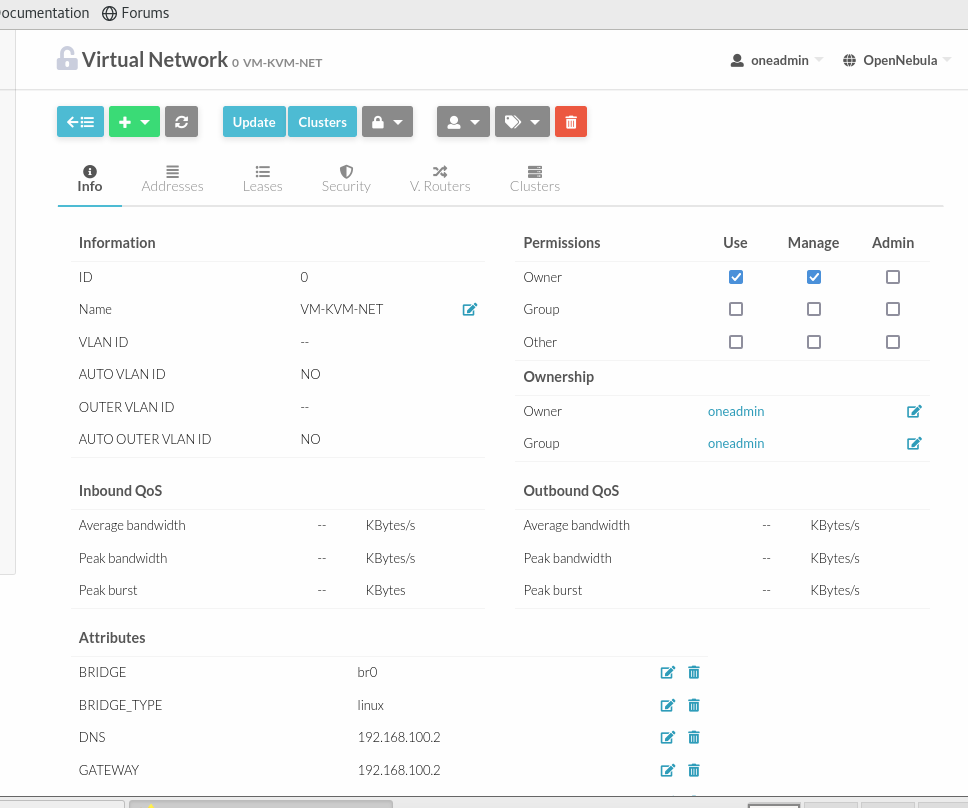 ocumentation Forums
Virtual Network 0 VM-KVM-NET oneadmin OpenNebula
Update Clusters
Info Addresses Leases Security V. Routers Clusters
Information
ID 0
Name VM-KVM-NET
VLAN ID --
AUTO VLAN ID NO
OUTER VLAN ID --
AUTO OUTER VLAN ID NO
Permissions Use Manage Admin
Owner
Group
Other
Ownership
Owner oneadmin
Group oneadmin
Inbound QoS
Average bandwidth -- KBytes/s
Peak bandwidth -- KBytes/s
Peak burst -- KBytes
Outbound QoS
Average bandwidth -- KBytes/s
Peak bandwidth -- KBytes/s
Peak burst -- KBytes/s
Attributes
BRIDGE br0
BRIDGE_TYPE linux
DNS 192.168.100.2
GATEWAY 192.168.100.2